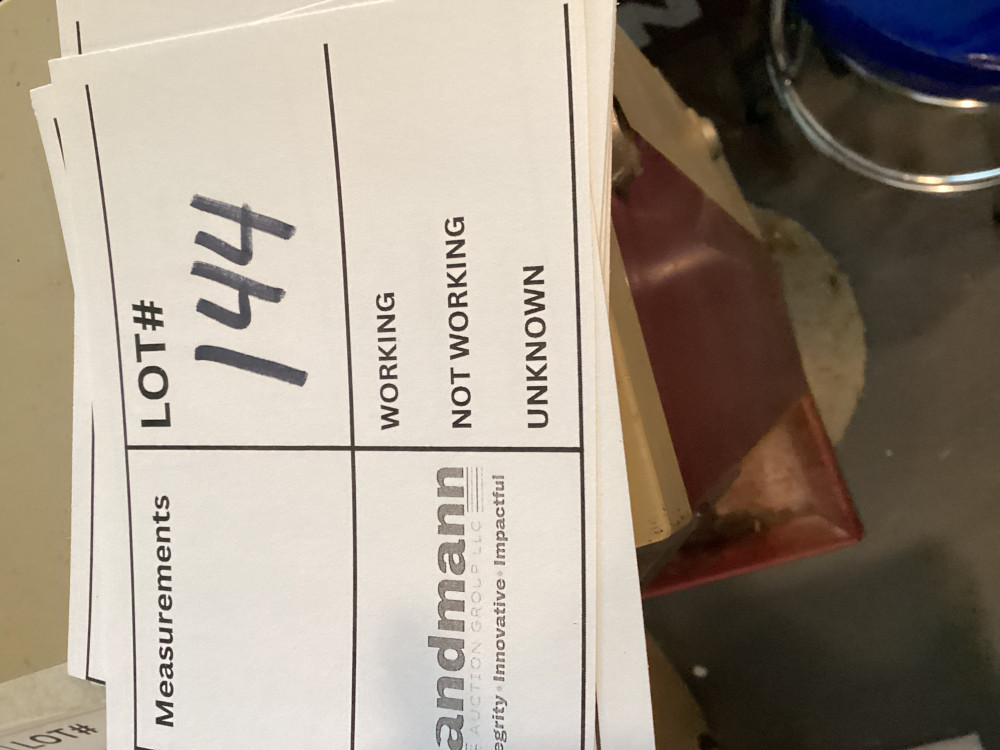 LOT#
144
WORKING
NOT WORKING
UNKNOWN
Measurements
andmann
AUCTION GROUP LLC
egrity • Innovative • Impactful
LOT#